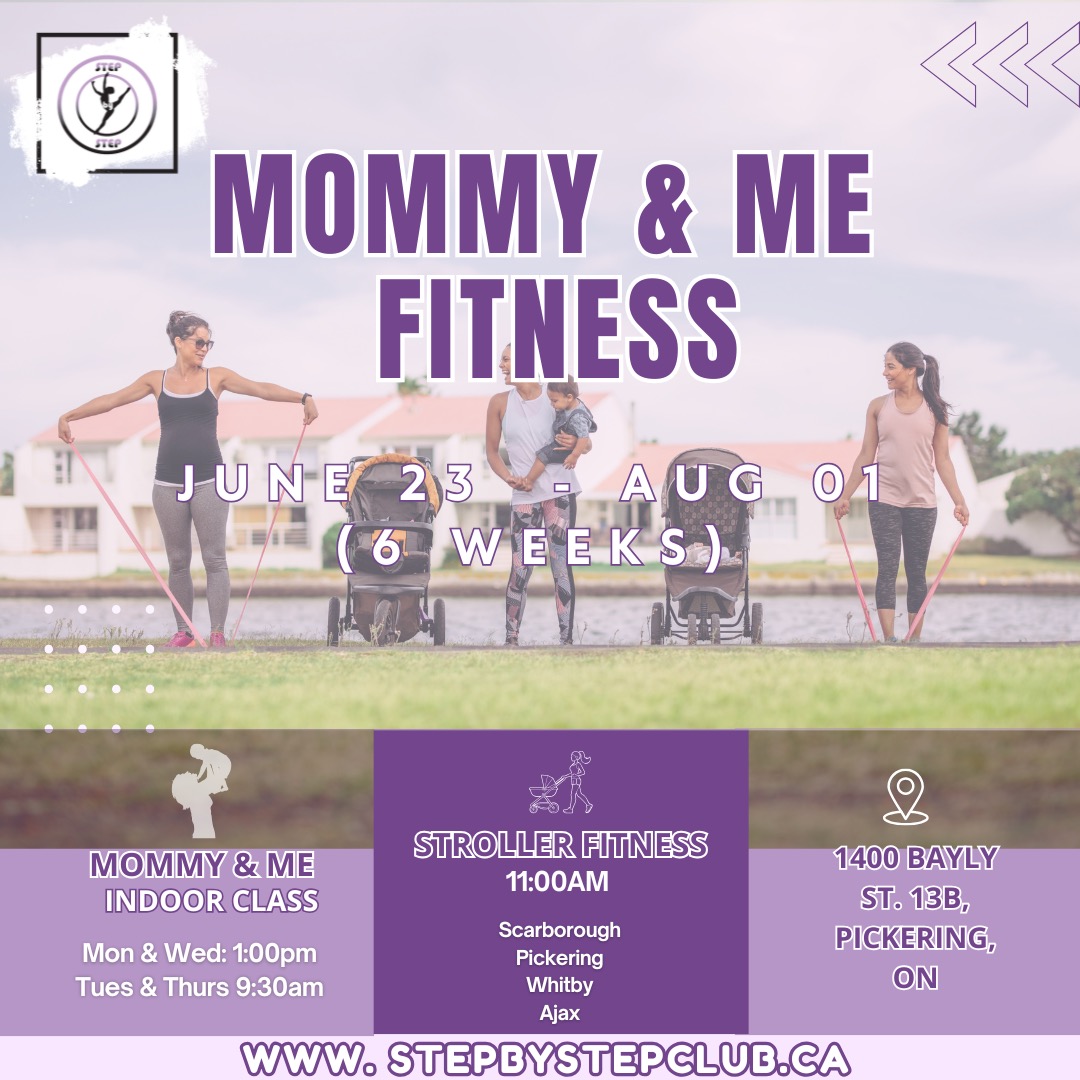 STEP
STEP
MOMMY & ME
FITNESS
JUNE 23 - AUG 01
(6 WEEKS)
MOMMY & ME
INDOOR CLASS
Mon & Wed: 1:00pm
Tues & Thurs 9:30am
STROLLER FITNESS
11:00AM
Scarborough
Pickering
Whitby
Ajax
1400 BAYLY
ST. 13B,
PICKERING,
ON
WWW. STEPBYSTEPCLUB.CA